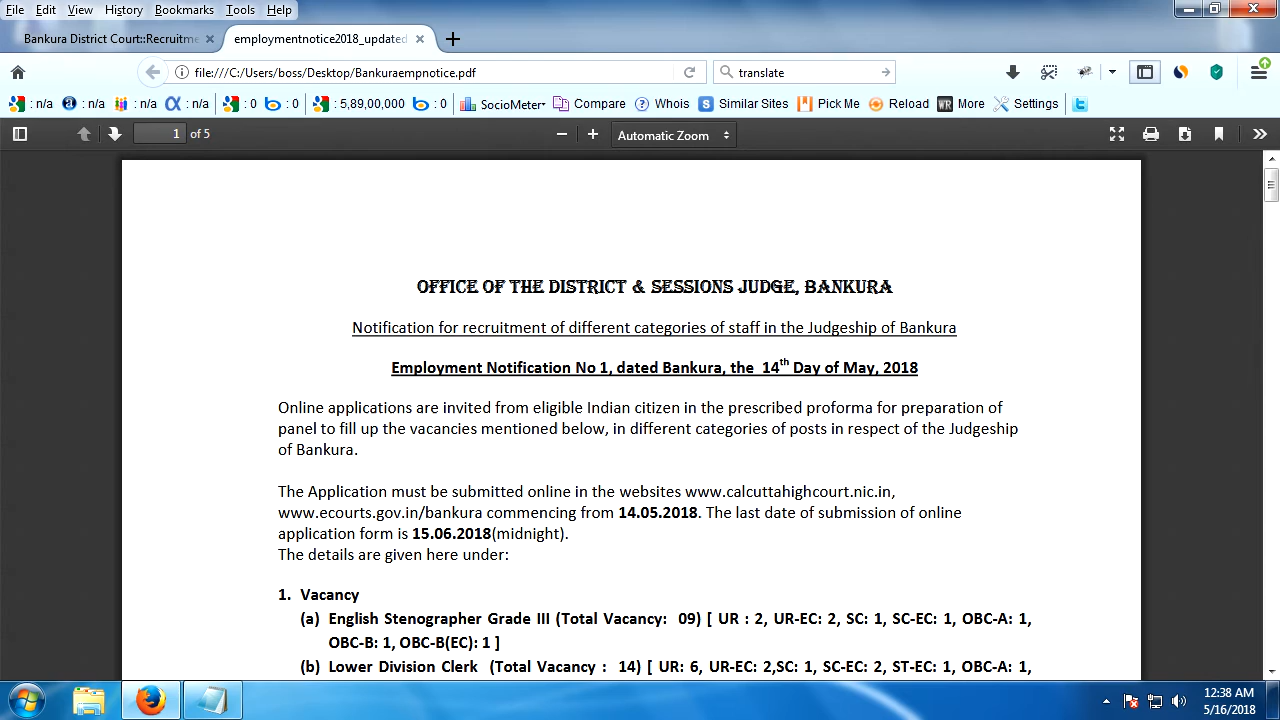 File Edit View History Bookmarks Tools Help
Bankura District Court::Recruitme × employmentnotice2018_updated × +
file:///C:/Users/boss/Desktop/Bankuraempnotice.pdf translate
: n/a : n/a : n/a : n/a : 0 : 0 : 5,89,00,000 : 0 SocioMeter Compare Whois Similar Sites Pick Me Reload WR More Settings
1 of 5 Automatic Zoom
OFFICE OF THE DISTRICT & SESSIONS JUDGE, BANKURA
Notification for recruitment of different categories of staff in the Judgeship of Bankura
Employment Notification No 1, dated Bankura, the 14th Day of May, 2018
Online applications are invited from eligible Indian citizen in the prescribed proforma for preparation of
panel to fill up the vacancies mentioned below, in different categories of posts in respect of the Judgeship
of Bankura.
The Application must be submitted online in the websites www.calcuttahighcourt.nic.in,
www.ecourts.gov.in/bankura commencing from 14.05.2018. The last date of submission of online
application form is 15.06.2018(midnight).
The details are given here under:
1. Vacancy
(a) English Stenographer Grade III (Total Vacancy: 09) [ UR : 2, UR-EC: 2, SC: 1, SC-EC: 1, OBC-A: 1,
OBC-B: 1, OBC-B(EC): 1 ]
(b) Lower Division Clerk (Total Vacancy : 14) [ UR: 6, UR-EC: 2,SC: 1, SC-EC: 2, ST-EC: 1, OBC-A: 1,
12:38 AM
5/16/2018